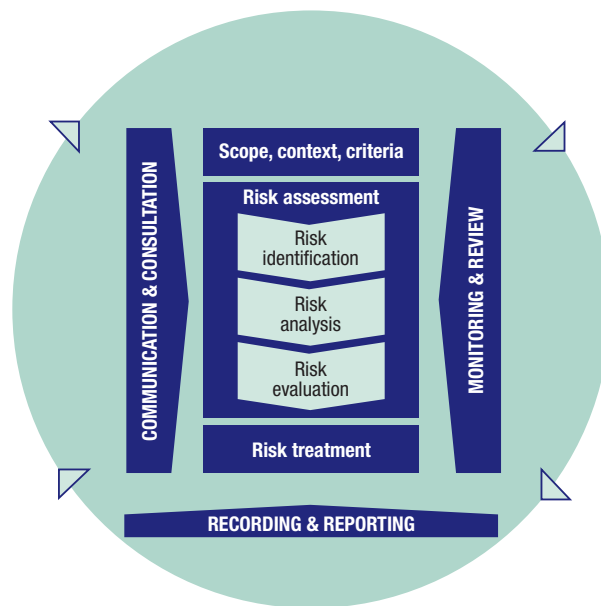 Scope, context, criteria
COMMUNICATION & CONSULTATION
Risk assessment
Risk
identification
Risk
analysis
Risk
evaluation
MONITORING & REVIEW
Risk treatment
RECORDING & REPORTING